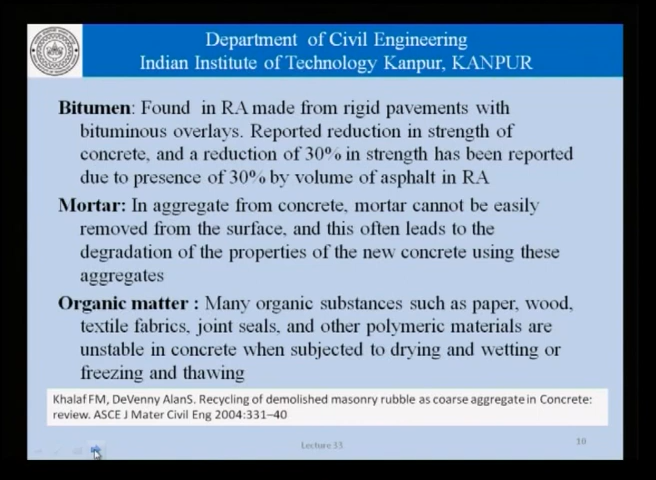 Department of Civil Engineering
Indian Institute of Technology Kanpur, KANPUR
Bitumen: Found in RA made from rigid pavements with
bituminous overlays. Reported reduction in strength of
concrete, and a reduction of 30% in strength has been reported
due to presence of 30% by volume of asphalt in RA
Mortar: In aggregate from concrete, mortar cannot be easily
removed from the surface, and this often leads to the
degradation of the properties of the new concrete using these
aggregates
Organic matter : Many organic substances such as paper, wood,
textile fabrics, joint seals, and other polymeric materials are
unstable in concrete when subjected to drying and wetting or
freezing and thawing
Khalaf FM, DeVenny AlanS. Recycling of demolished masonry rubble as coarse aggregate in Concrete:
review. ASCE J Mater Civil Eng 2004:331–40
Lecture 33
10